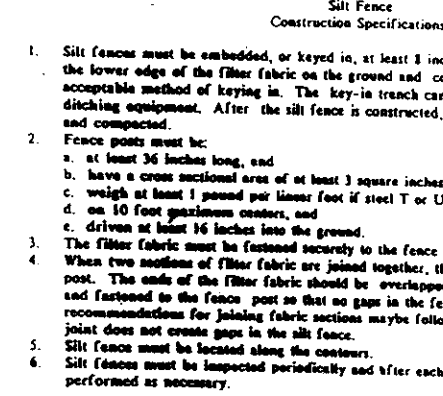 Silt Fence
Construction Specifications
1. Silt fences must be embedded, or keyed in, at least 8 inc
the lower edge of the filter fabric on the ground and co
acceptable method of keying in. The key-in trench can
ditching equipment. After the silt fence is constructed,
and compacted.
2. Fence posts must be:
a. at least 36 inches long, and
b. have a cross sectional area of at least 3 square inches
c. weigh at least 1 pound per linear foot if steel T or U
d. on 10 foot maximum centers, and
e. driven at least 16 inches into the ground.
3. The filter fabric must be fastened securely to the fence
4. When two sections of filter fabric are joined together, th
post. The ends of the filter fabric should be overlappe
and fastened to the fence post so that no gaps in the fe
recommendations for joining fabric sections maybe follo
joint does not create gaps in the silt fence.
5. Silt fence must be located along the contours.
6. Silt fences must be inspected periodically and after each
performed as necessary.